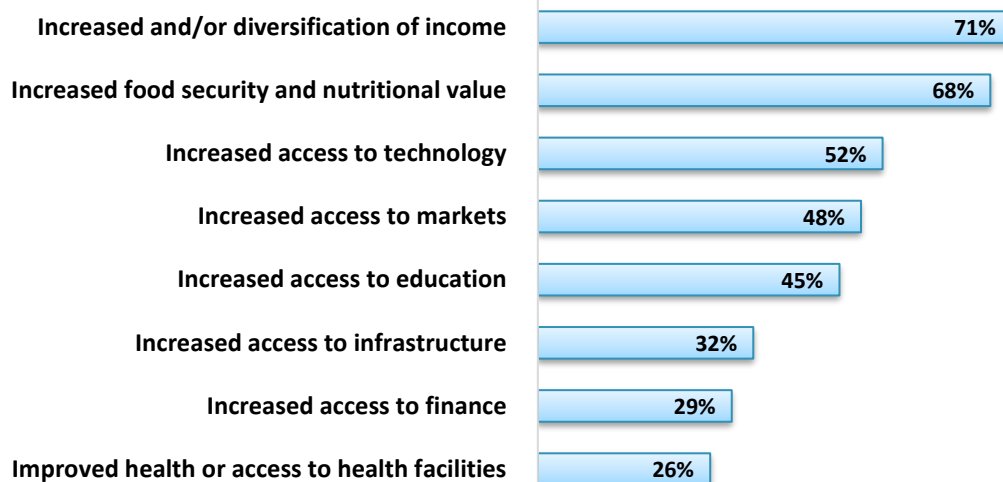 Increased and/or diversification of income 71%
Increased food security and nutritional value 68%
Increased access to technology 52%
Increased access to markets 48%
Increased access to education 45%
Increased access to infrastructure 32%
Increased access to finance 29%
Improved health or access to health facilities 26%